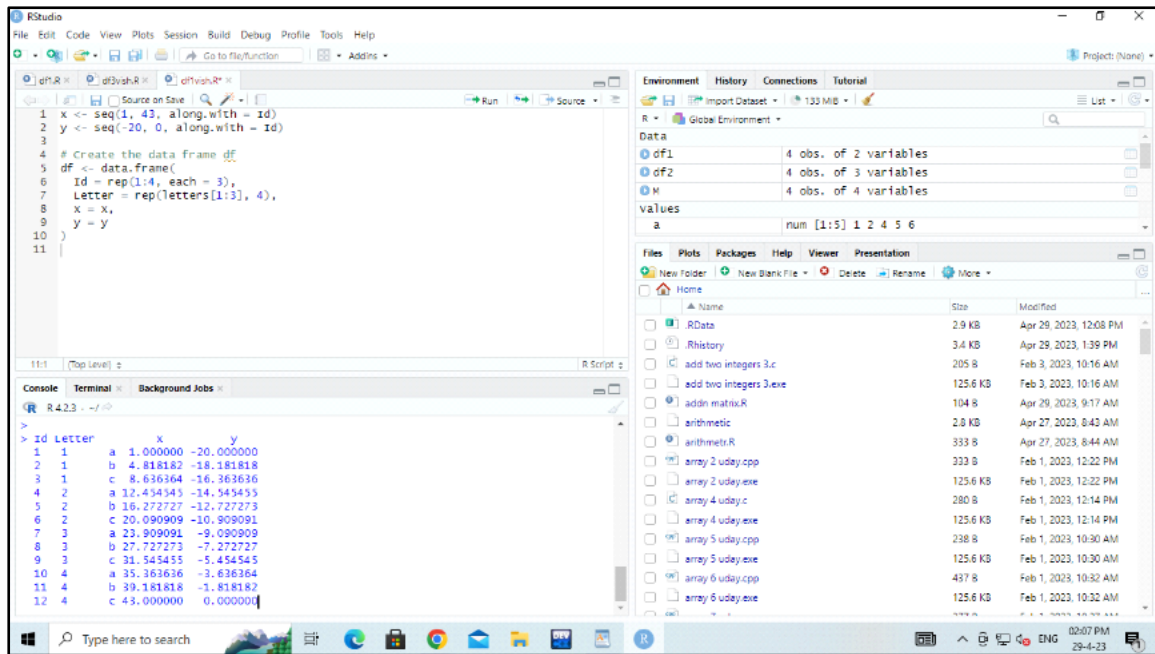 RStudio
File Edit Code View Plots Session Build Debug Profile Tools Help
Go to file/function Addins Project: (None)
df1.R df3vish.R df1vish.R*
Source on Save Run Source
1 x <- seq(1, 43, along.with = Id)
2 y <- seq(-20, 0, along.with = Id)
3
4 # Create the data frame df
5 df <- data.frame(
6 Id = rep(1:4, each = 3),
7 Letter = rep(letters[1:3], 4),
8 x = x,
9 y = y
10 )
11
11:1 (Top Level) R Script
Console Terminal Background Jobs
R 4.2.3 · ~/
>
> Id Letter x y
1 1 a 1.000000 -20.000000
2 1 b 4.818182 -18.181818
3 1 c 8.636364 -16.363636
4 2 a 12.454545 -14.545455
5 2 b 16.272727 -12.727273
6 2 c 20.090909 -10.909091
7 3 a 23.909091 -9.090909
8 3 b 27.727273 -7.272727
9 3 c 31.545455 -5.454545
10 4 a 35.363636 -3.636364
11 4 b 39.181818 -1.818182
12 4 c 43.000000 0.000000
Environment History Connections Tutorial
Import Dataset 133 MiB List
R Global Environment
Data
df1 4 obs. of 2 variables
df2 4 obs. of 3 variables
M 4 obs. of 4 variables
values
a num [1:5] 1 2 4 5 6
Files Plots Packages Help Viewer Presentation
New Folder New Blank File Delete Rename More
Home
Name Size Modified
.RData 2.9 KB Apr 29, 2023, 12:08 PM
.Rhistory 3.4 KB Apr 29, 2023, 1:39 PM
add two integers 3.c 205 B Feb 3, 2023, 10:16 AM
add two integers 3.exe 125.6 KB Feb 3, 2023, 10:16 AM
addn matrix.R 104 B Apr 29, 2023, 9:17 AM
arithmetic 2.8 KB Apr 27, 2023, 8:43 AM
arithmetr.R 333 B Apr 27, 2023, 8:44 AM
array 2 uday.cpp 333 B Feb 1, 2023, 12:22 PM
array 2 uday.exe 125.6 KB Feb 1, 2023, 12:22 PM
array 4 uday.c 280 B Feb 1, 2023, 12:14 PM
array 4 uday.exe 125.6 KB Feb 1, 2023, 12:14 PM
array 5 uday.cpp 238 B Feb 1, 2023, 10:30 AM
array 5 uday.exe 125.6 KB Feb 1, 2023, 10:30 AM
array 6 uday.cpp 437 B Feb 1, 2023, 10:32 AM
array 6 uday.exe 125.6 KB Feb 1, 2023, 10:32 AM
Type here to search DEV R ENG 02:07 PM
29-4-23